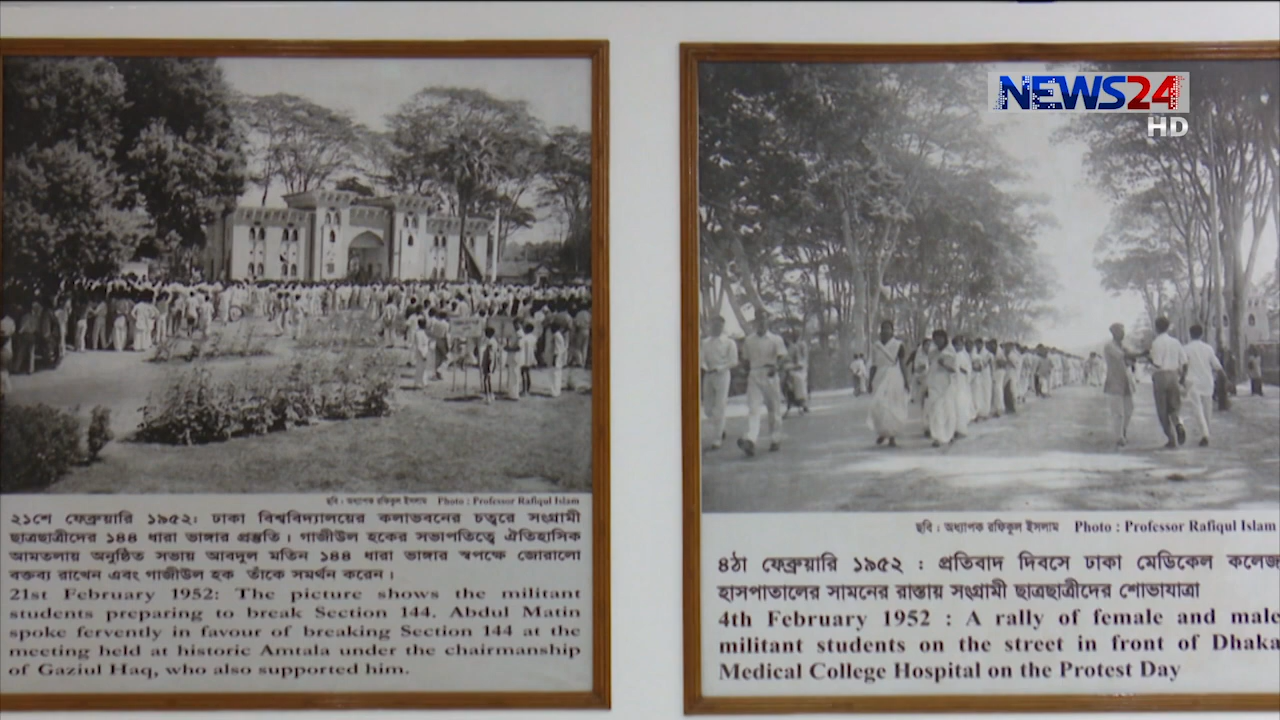 NEWS24
HD
ছবি : অধ্যাপক রফিকুল ইসলাম Photo : Professor Rafiqul Islam
২১শে ফেব্রুয়ারি ১৯৫২: ঢাকা বিশ্ববিদ্যালয়ের কলাভবনের চত্বরে সংগ্রামী
ছাত্রছাত্রীদের ১৪৪ ধারা ভাঙ্গার প্রস্তুতি। গাজীউল হকের সভাপতিত্বে ঐতিহাসিক
আমতলায় অনুষ্ঠিত সভায় আবদুল মতিন ১৪৪ ধারা ভাঙ্গার স্বপক্ষে জোরালো
বক্তব্য রাখেন এবং গাজীউল হক তাঁকে সমর্থন করেন।
21st February 1952: The picture shows the militant
students preparing to break Section 144. Abdul Matin
spoke fervently in favour of breaking Section 144 at the
meeting held at historic Amtala under the chairmanship
of Gaziul Haq, who also supported him.
ছবি : অধ্যাপক রফিকুল ইসলাম Photo : Professor Rafiqul Islam
৪ঠা ফেব্রুয়ারি ১৯৫২ : প্রতিবাদ দিবসে ঢাকা মেডিকেল কলেজ
হাসপাতালের সামনের রাস্তায় সংগ্রামী ছাত্রছাত্রীদের শোভাযাত্রা
4th February 1952 : A rally of female and male
militant students on the street in front of Dhaka
Medical College Hospital on the Protest Day